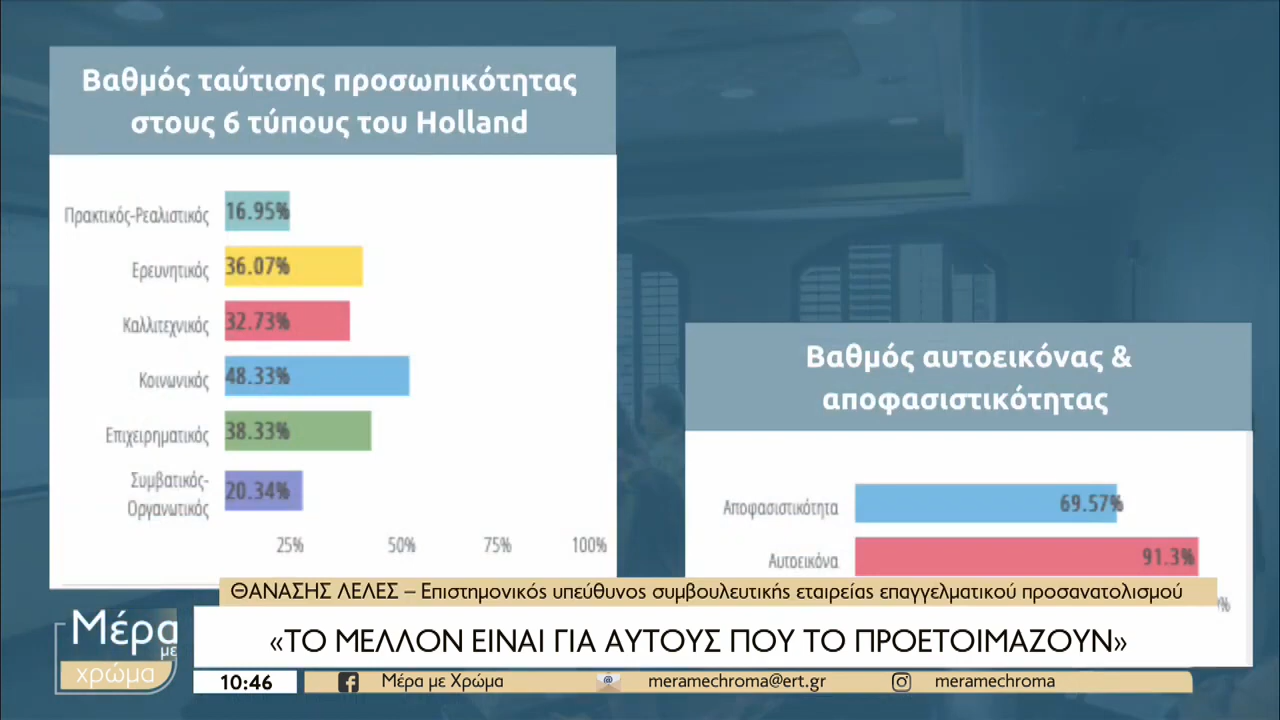 Βαθμός ταύτισης προσωπικότητας
στους 6 τύπους του Holland
Πρακτικός-Ρεαλιστικός 16.95%
Ερευνητικός 36.07%
Καλλιτεχνικός 32.73%
Κοινωνικός 48.33%
Επιχειρηματικός 38.33%
Συμβατικός-
Οργανωτικός 20.34%
25% 50% 75% 100%
Βαθμός αυτοεικόνας &
αποφασιστικότητας
Αποφασιστικότητα 69.57%
Αυτοεικόνα 91.3%
ΘΑΝΑΣΗΣ ΛΕΛΕΣ – Επιστημονικός υπεύθυνος συμβουλευτικής εταιρείας επαγγελματικού προσανατολισμού
«ΤΟ ΜΕΛΛΟΝ ΕΙΝΑΙ ΓΙΑ ΑΥΤΟΥΣ ΠΟΥ ΤΟ ΠΡΟΕΤΟΙΜΑΖΟΥΝ»
Μέρα
με
χρώμα
10:46 Μέρα με Χρώμα meramechroma@ert.gr meramechroma